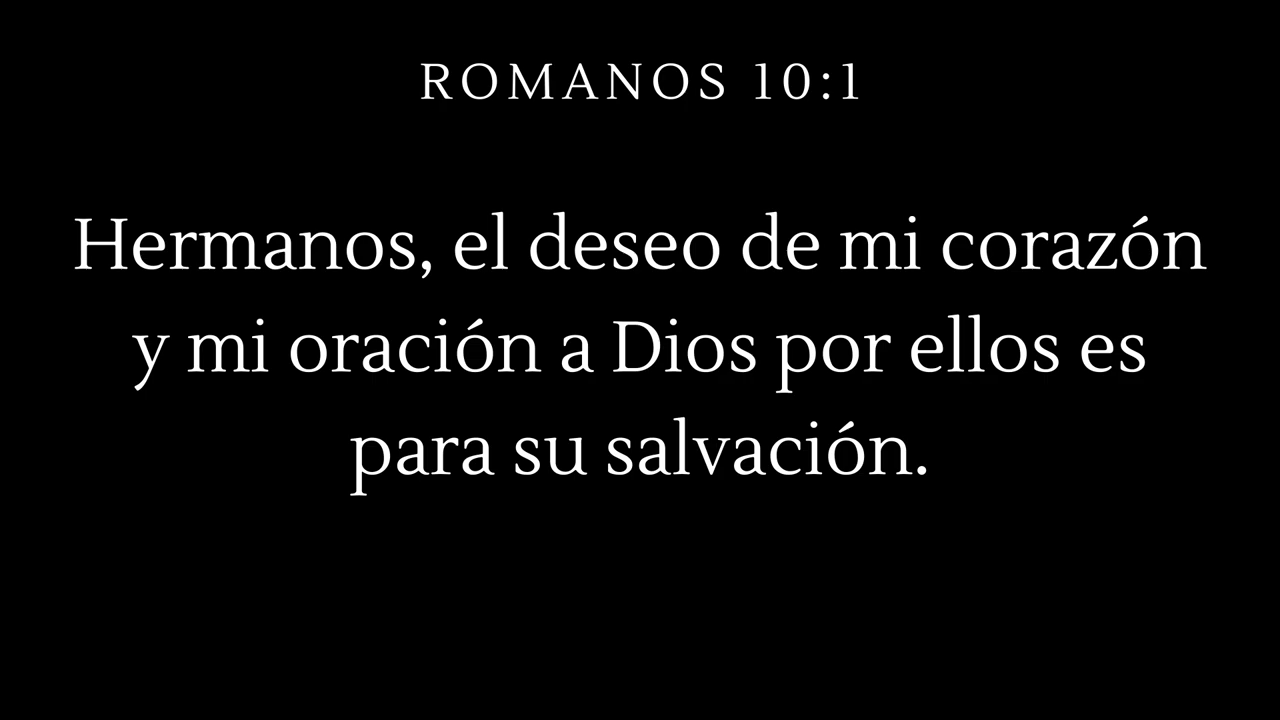 ROMANOS 10:1
Hermanos, el deseo de mi corazón
y mi oración a Dios por ellos es
para su salvación.